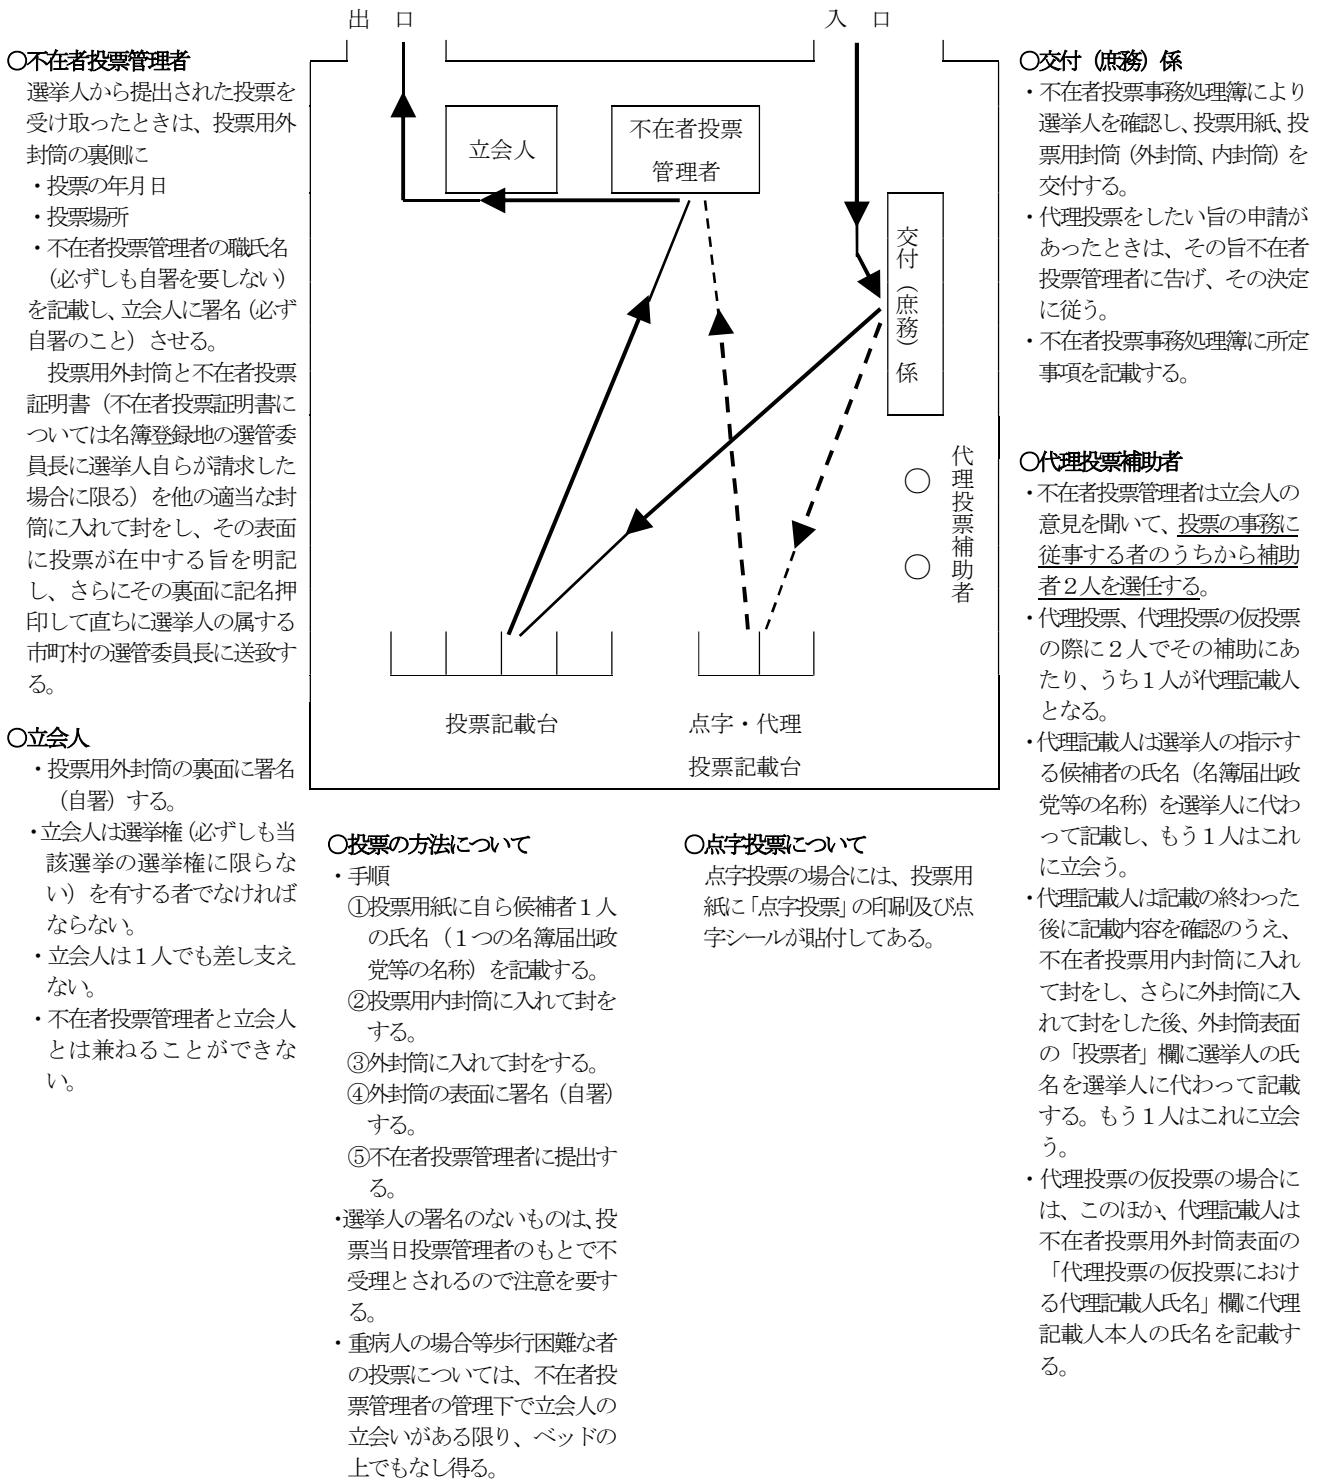 出　口
入　口
○不在者投票管理者
選挙人から提出された投票を
受け取ったときは、投票用外
封筒の裏側に
・投票の年月日
・投票場所
・不在者投票管理者の職氏名
（必ずしも自署を要しない）
を記載し、立会人に署名（必ず
自署のこと）させる。
投票用外封筒と不在者投票
証明書（不在者投票証明書に
ついては名簿登録地の選管委
員長に選挙人自らが請求した
場合に限る）を他の適当な封
筒に入れて封をし、その表面
に投票が在中する旨を明記
し、さらにその裏面に記名押
印して直ちに選挙人の属する
市町村の選管委員長に送致す
る。
○立会人
・投票用外封筒の裏面に署名
（自署）する。
・立会人は選挙権（必ずしも当
該選挙の選挙権に限らな
い）を有する者でなければ
ならない。
・立会人は１人でも差し支え
ない。
・不在者投票管理者と立会人
とは兼ねることができな
い。
立会人
不在者投票
管理者
交付（庶務）係
代理投票補助者
○
○
投票記載台
点字・代理
投票記載台
○投票の方法について
・手順
①投票用紙に自ら候補者１人
の氏名（１つの名簿届出政
党等の名称）を記載する。
②投票用内封筒に入れて封を
する。
③外封筒に入れて封をする。
④外封筒の表面に署名（自署）
する。
⑤不在者投票管理者に提出す
る。
・選挙人の署名のないものは、投
票当日投票管理者のもとで不
受理とされるので注意を要す
る。
・重病人の場合等歩行困難な者
の投票については、不在者投
票管理者の管理下で立会人の
立会いがある限り、ベッドの
上でもなし得る。
○点字投票について
点字投票の場合には、投票用
紙に「点字投票」の印刷及び点
字シールが貼付してある。
○交付（庶務）係
・不在者投票事務処理簿により
選挙人を確認し、投票用紙、投
票用封筒（外封筒、内封筒）を
交付する。
・代理投票をしたい旨の申請が
あったときは、その旨不在者
投票管理者に告げ、その決定
に従う。
・不在者投票事務処理簿に所定
事項を記載する。
○代理投票補助者
・不在者投票管理者は立会人の
意見を聞いて、投票の事務に
従事する者のうちから補助
者２人を選任する。
・代理投票、代理投票の仮投票
の際に２人でその補助にあ
たり、うち１人が代理記載人
となる。
・代理記載人は選挙人の指示す
る候補者の氏名（名簿届出政
党等の名称）を選挙人に代わ
って記載し、もう１人はこれ
に立会う。
・代理記載人は記載の終わった
後に記載内容を確認のうえ、
不在者投票用内封筒に入れ
て封をし、さらに外封筒に入
れて封をした後、外封筒表面
の「投票者」欄に選挙人の氏
名を選挙人に代わって記載
する。もう１人はこれに立会
う。
・代理投票の仮投票の場合に
は、このほか、代理記載人は
不在者投票用外封筒表面の
「代理投票の仮投票におけ
る代理記載人氏名」欄に代理
記載人本人の氏名を記載す
る。